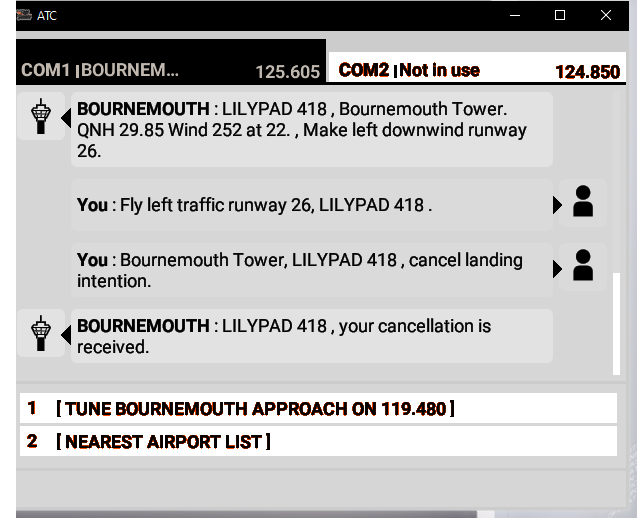 ATC
COM1 |BOURNEM... 125.605 COM2 |Not in use 124.850
BOURNEMOUTH : LILYPAD 418 , Bournemouth Tower.
QNH 29.85 Wind 252 at 22. , Make left downwind runway
26.
You : Fly left traffic runway 26, LILYPAD 418 .
You : Bournemouth Tower, LILYPAD 418 , cancel landing
intention.
BOURNEMOUTH : LILYPAD 418 , your cancellation is
received.
1 [ TUNE BOURNEMOUTH APPROACH ON 119.480 ]
2 [ NEAREST AIRPORT LIST ]